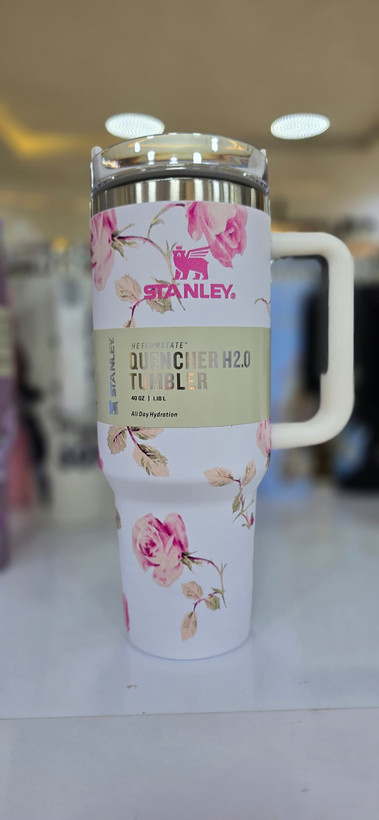 STANLEY®
STANLEY
THE FLOWSTATE™
QUENCHER H2.0
TUMBLER
40 OZ | 1.18 L
All Day Hydration